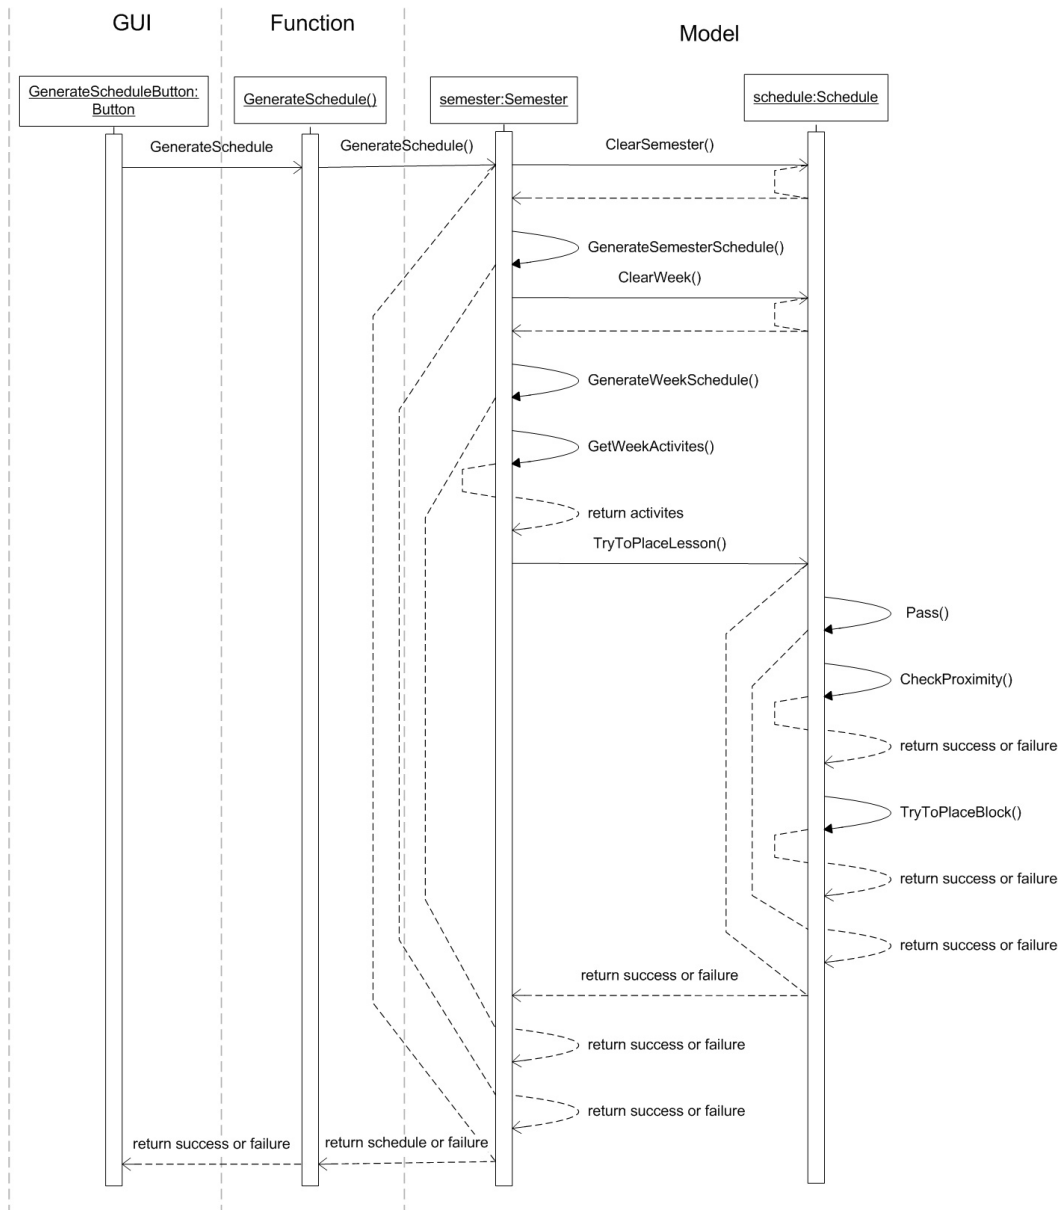 GUI
Function
Model
GenerateScheduleButton:
Button
GenerateSchedule()
semester:Semester
schedule:Schedule
GenerateSchedule
GenerateSchedule()
ClearSemester()
GenerateSemesterSchedule()
ClearWeek()
GenerateWeekSchedule()
GetWeekActivites()
return activites
TryToPlaceLesson()
Pass()
CheckProximity()
return success or failure
TryToPlaceBlock()
return success or failure
return success or failure
return success or failure
return success or failure
return success or failure
return success or failure
return schedule or failure